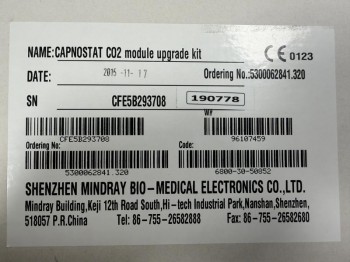 NAME:CAPNOSTAT CO2 module upgrade kit
CE 0123
DATE: 2015-11-17 Ordering No.:5300062841.320
SN CFE5B293708 190778
W#
CFE5B293708 96107459
Ordering No: Code:
5300062841.320 6800-30-50852
SHENZHEN MINDRAY BIO-MEDICAL ELECTRONICS CO.,LTD.
Mindray Building,Keji 12th Road South,Hi-tech Industrial Park,Nanshan,Shenzhen,
518057 P.R.China Tel: 86-755-26582888 Fax: 86-755-26582680